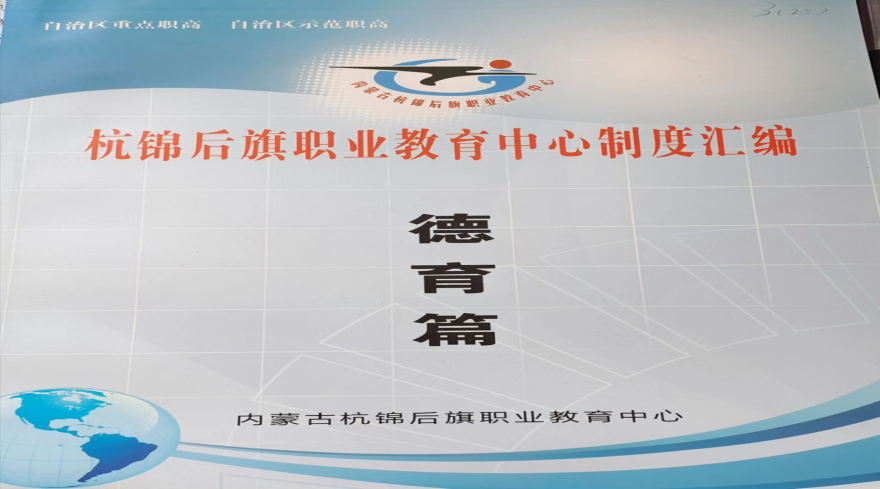 自治区重点职高 自治区示范职高
内蒙古杭锦后旗职业教育中心
杭锦后旗职业教育中心制度汇编
德
育
篇
内蒙古杭锦后旗职业教育中心